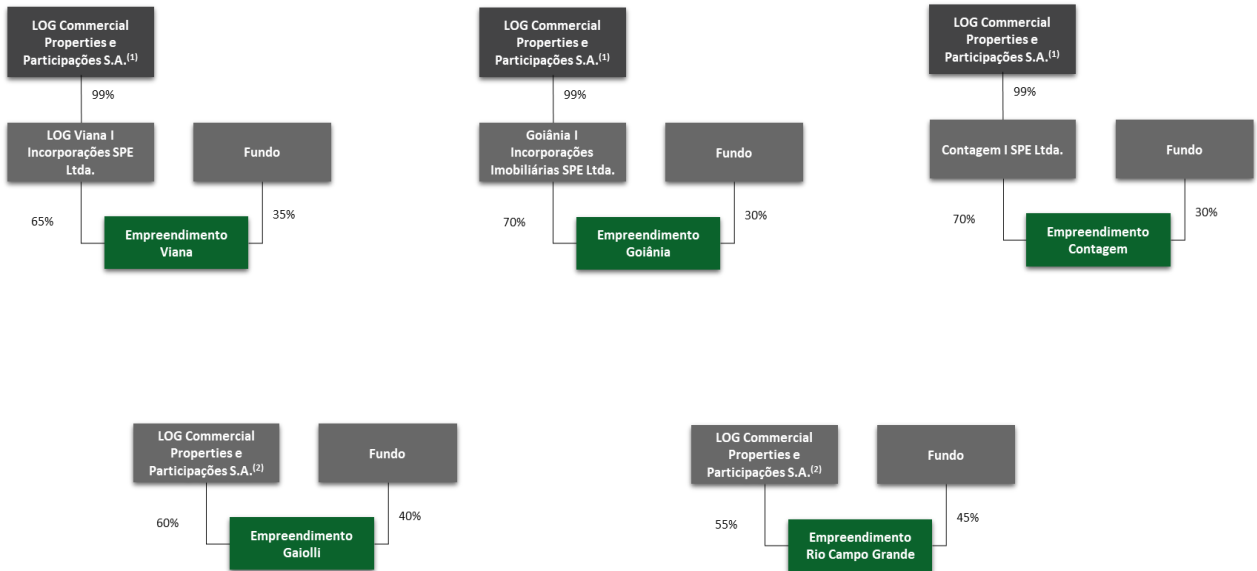 LOG Commercial
Properties e
Participações S.A.(1)
99%
LOG Viana I
Incorporações SPE
Ltda.
Fundo
65%
35%
Empreendimento
Viana
LOG Commercial
Properties e
Participações S.A.(1)
99%
Goiânia I
Incorporações
Imobiliárias SPE Ltda.
Fundo
70%
30%
Empreendimento
Goiânia
LOG Commercial
Properties e
Participações S.A.(1)
99%
Contagem I SPE Ltda.
Fundo
70%
30%
Empreendimento
Contagem
LOG Commercial
Properties e
Participações S.A.(2)
Fundo
60%
40%
Empreendimento
Gaiolli
LOG Commercial
Properties e
Participações S.A.(2)
Fundo
55%
45%
Empreendimento
Rio Campo Grande